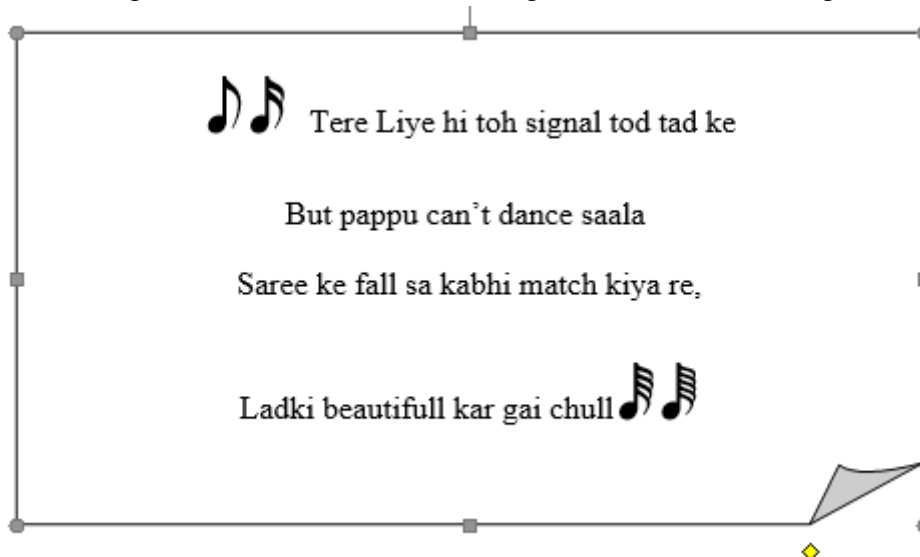 Tere Liye hi toh signal tod tad ke
But pappu can’t dance saala
Saree ke fall sa kabhi match kiya re,
Ladki beautifull kar gai chull